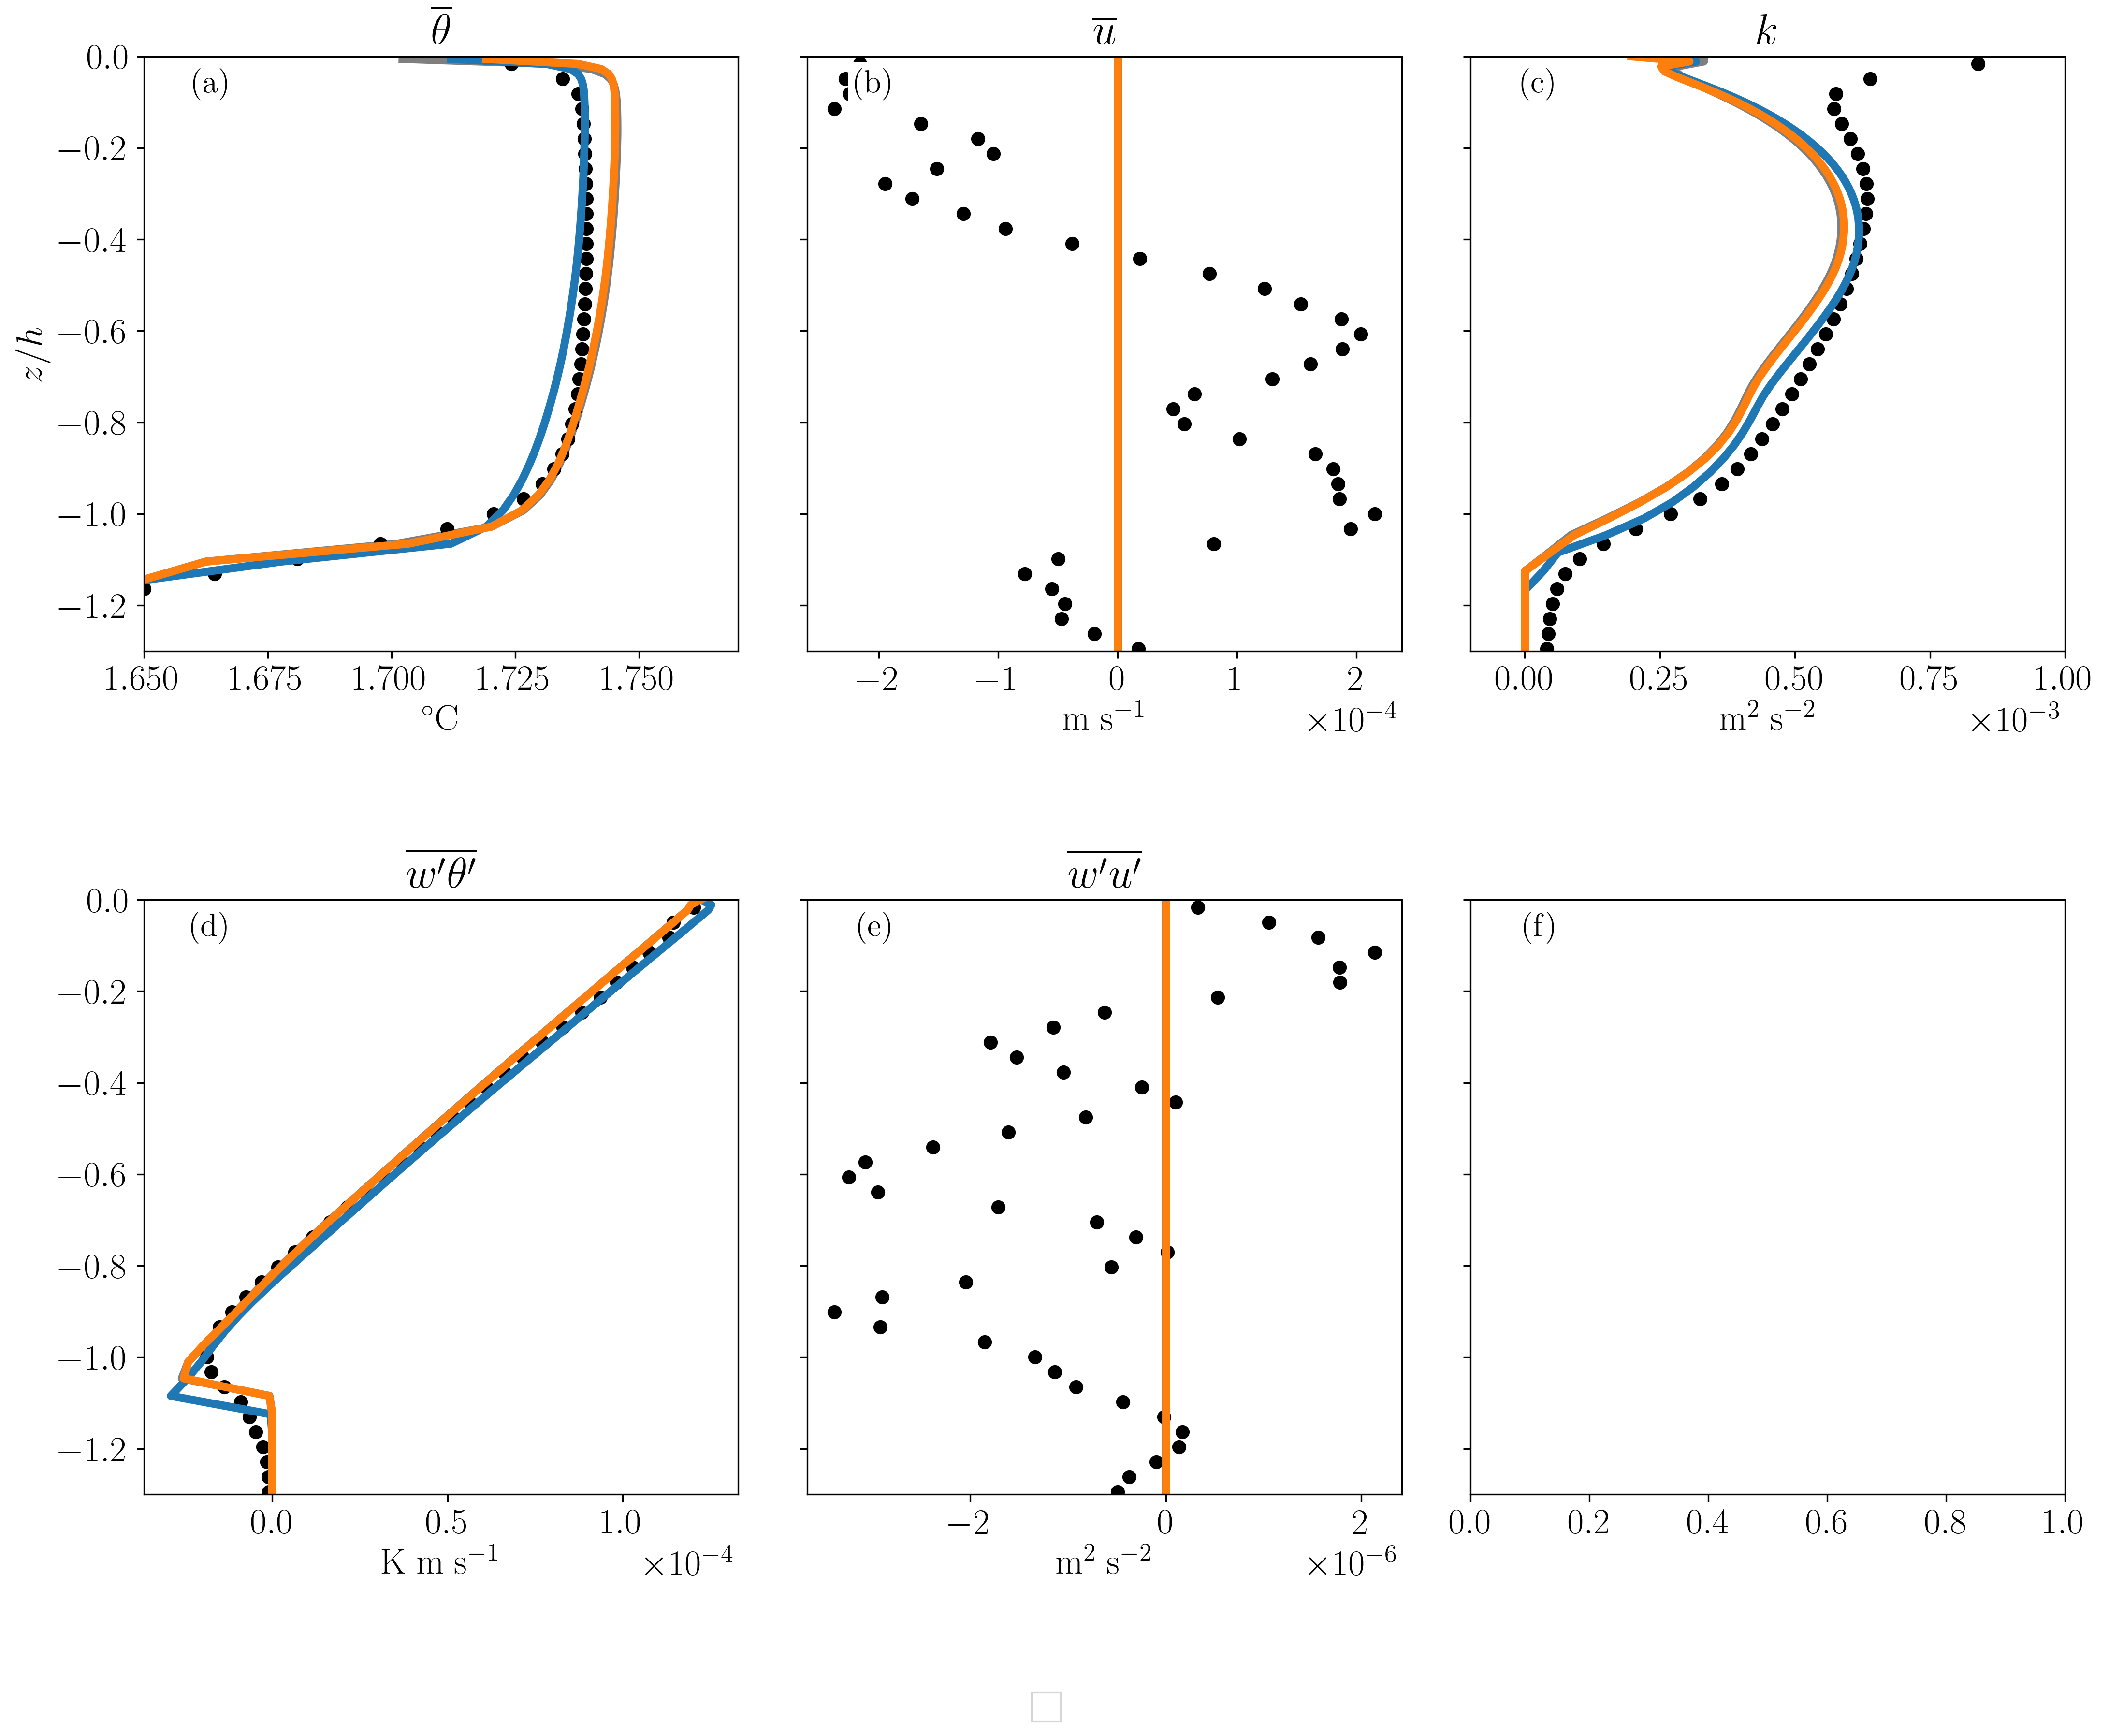 θ̅
u̅
k
(a)
(b)
(c)
0.0
−0.2
−0.4
−0.6
−0.8
−1.0
−1.2
z/h
1.650 1.675 1.700 1.725 1.750
°C
−2 −1 0 1 2
m s⁻¹ ×10⁻⁴
0.00 0.25 0.50 0.75 1.00
m² s⁻² ×10⁻³
w′θ′
w′u′
(d)
(e)
(f)
0.0
−0.2
−0.4
−0.6
−0.8
−1.0
−1.2
0.0 0.5 1.0
K m s⁻¹ ×10⁻⁴
−2 0 2
m² s⁻² ×10⁻⁶
0.0 0.2 0.4 0.6 0.8 1.0